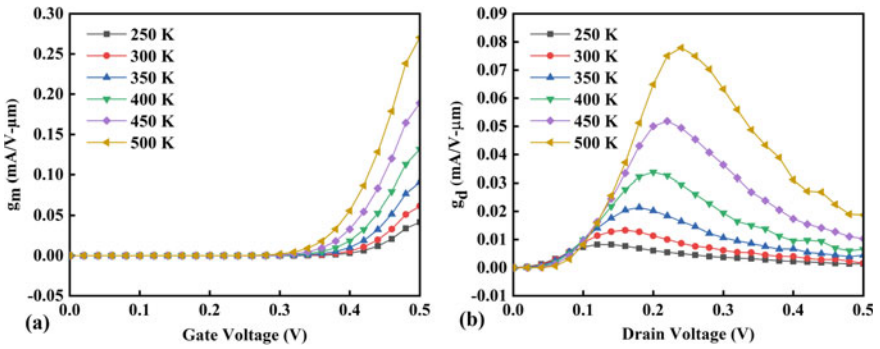 0.30
0.25
0.20
0.15
0.10
0.05
0.00
-0.05
gm (mA/V-μm)
250 K
300 K
350 K
400 K
450 K
500 K
0.0 0.1 0.2 0.3 0.4 0.5
(a) Gate Voltage (V)
0.09
0.08
0.07
0.06
0.05
0.04
0.03
0.02
0.01
0.00
-0.01
gd (mA/V-μm)
250 K
300 K
350 K
400 K
450 K
500 K
0.0 0.1 0.2 0.3 0.4 0.5
(b) Drain Voltage (V)